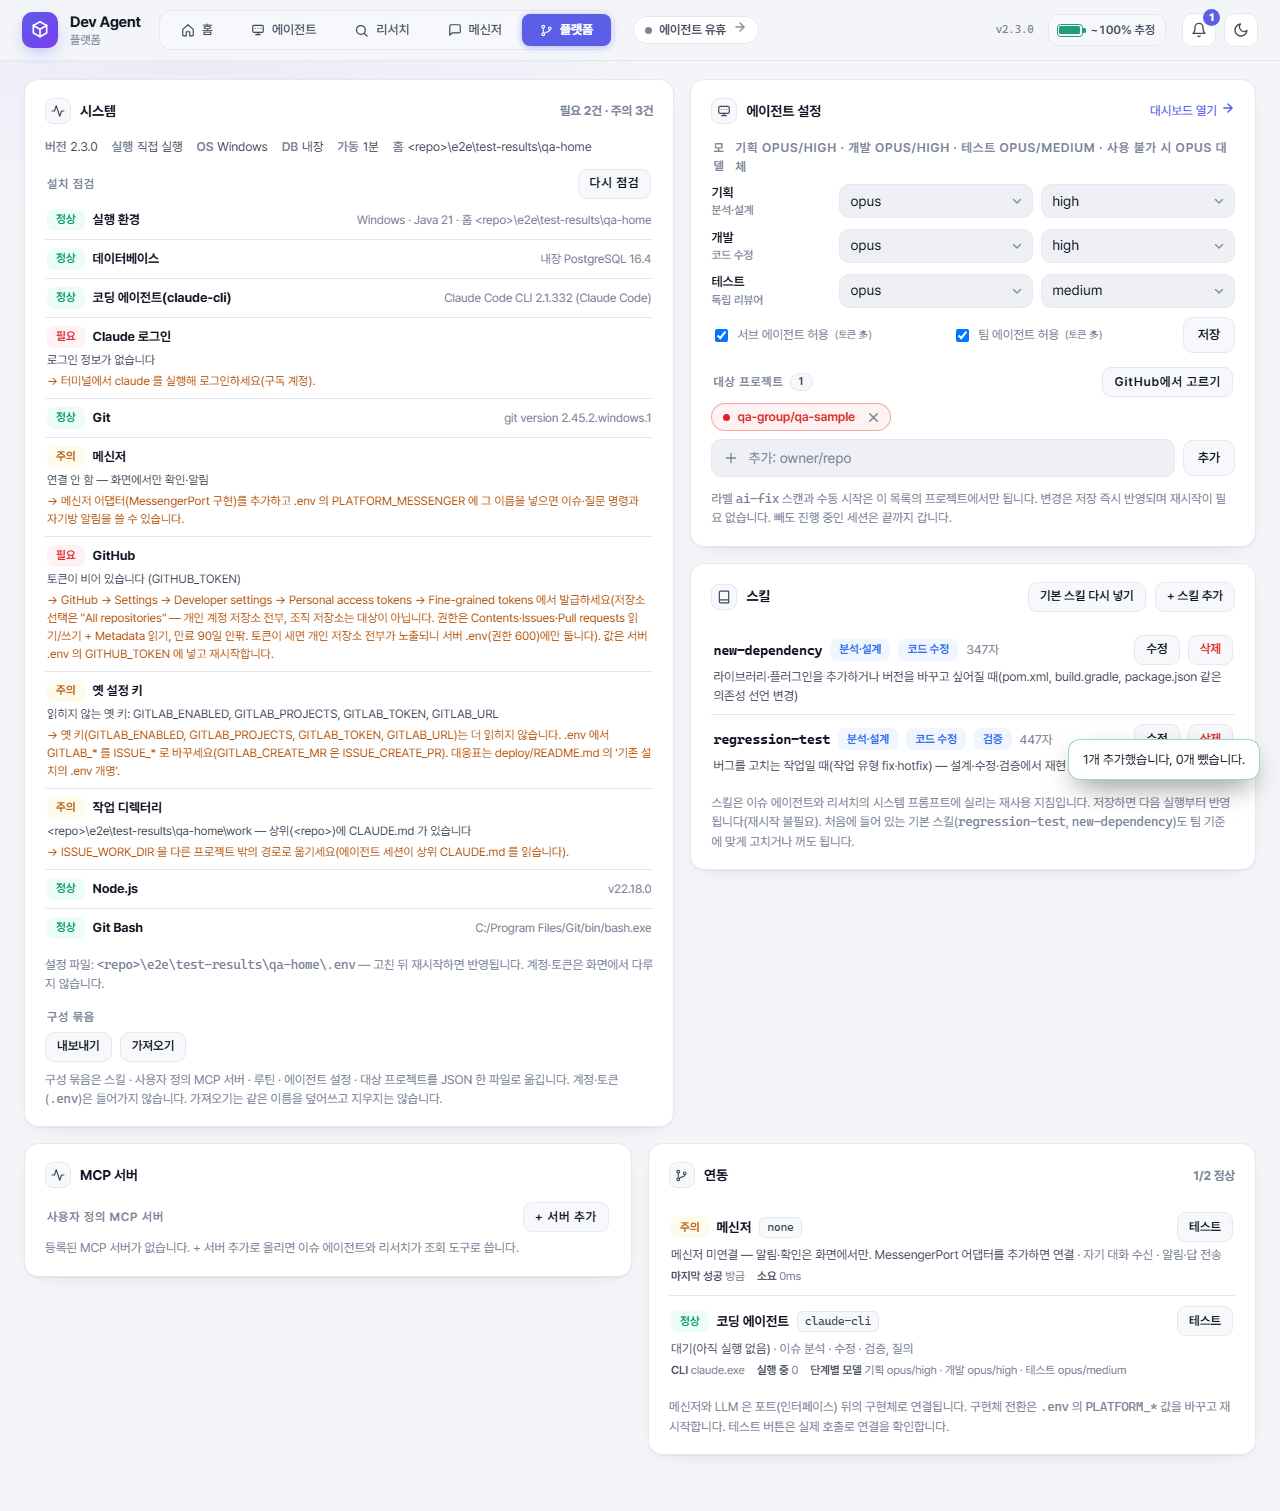 Dev Agent
플랫폼
홈
에이전트
리서치
메신저
플랫폼
에이전트 유휴 →
v2.3.0
~100% 추정
1
시스템
필요 2건 · 주의 3건
버전 2.3.0 실행 직접 실행 OS Windows DB 내장 가동 1분 홈 <repo>\e2e\test-results\qa-home
설치 점검
다시 점검
정상 실행 환경 Windows · Java 21 · 홈 <repo>\e2e\test-results\qa-home
정상 데이터베이스 내장 PostgreSQL 16.4
정상 코딩 에이전트(claude-cli) Claude Code CLI 2.1.332 (Claude Code)
필요 Claude 로그인
로그인 정보가 없습니다
→ 터미널에서 claude 를 실행해 로그인하세요(구독 계정).
정상 Git git version 2.45.2.windows.1
주의 메신저
연결 안 함 — 화면에서만 확인·알림
→ 메신저 어댑터(MessengerPort 구현)를 추가하고 .env 의 PLATFORM_MESSENGER 에 그 이름을 넣으면 이슈·질문 명령과
자기방 알림을 쓸 수 있습니다.
필요 GitHub
토큰이 비어 있습니다 (GITHUB_TOKEN)
→ GitHub → Settings → Developer settings → Personal access tokens → Fine-grained tokens 에서 발급하세요(저장소
선택은 "All repositories" — 개인 계정 저장소 전부, 조직 저장소는 대상이 아닙니다. 권한은 Contents·Issues·Pull requests 읽
기/쓰기 + Metadata 읽기, 만료 90일 안팎. 토큰이 새면 개인 저장소 전부가 노출되니 서버 .env(권한 600)에만 둡니다). 값은 서버
.env 의 GITHUB_TOKEN 에 넣고 재시작합니다.
주의 옛 설정 키
읽히지 않는 옛 키: GITLAB_ENABLED, GITLAB_PROJECTS, GITLAB_TOKEN, GITLAB_URL
→ 옛 키(GITLAB_ENABLED, GITLAB_PROJECTS, GITLAB_TOKEN, GITLAB_URL)는 더 읽히지 않습니다. .env 에서
GITLAB_* 를 ISSUE_* 로 바꾸세요(GITLAB_CREATE_MR 은 ISSUE_CREATE_PR). 대응표는 deploy/README.md 의 '기존 설
치의 .env 개명'.
주의 작업 디렉터리
<repo>\e2e\test-results\qa-home\work — 상위(<repo>)에 CLAUDE.md 가 있습니다
→ ISSUE_WORK_DIR 을 다른 프로젝트 밖의 경로로 옮기세요(에이전트 세션이 상위 CLAUDE.md 를 읽습니다).
정상 Node.js v22.18.0
정상 Git Bash C:/Program Files/Git/bin/bash.exe
설정 파일: <repo>\e2e\test-results\qa-home\.env — 고친 뒤 재시작하면 반영됩니다. 계정·토큰은 화면에서 다루
지 않습니다.
구성 묶음
내보내기 가져오기
구성 묶음은 스킬 · 사용자 정의 MCP 서버 · 루틴 · 에이전트 설정 · 대상 프로젝트를 JSON 한 파일로 옮깁니다. 계정·토큰
(.env)은 들어가지 않습니다. 가져오기는 같은 이름을 덮어쓰고 지우지는 않습니다.
에이전트 설정
대시보드 열기 →
모 기획 OPUS/HIGH · 개발 OPUS/HIGH · 테스트 OPUS/MEDIUM · 사용 불가 시 OPUS 대
델 체
기획 opus high
분석·설계
개발 opus high
코드 수정
테스트 opus medium
독립 리뷰어
서브 에이전트 허용 (토큰 多) 팀 에이전트 허용 (토큰 多) 저장
대상 프로젝트 1 GitHub에서 고르기
qa-group/qa-sample
추가: owner/repo 추가
라벨 ai-fix 스캔과 수동 시작은 이 목록의 프로젝트에서만 됩니다. 변경은 저장 즉시 반영되며 재시작이 필
요 없습니다. 빼도 진행 중인 세션은 끝까지 갑니다.
스킬
기본 스킬 다시 넣기 + 스킬 추가
new-dependency 분석·설계 코드 수정 347자 수정 삭제
라이브러리·플러그인을 추가하거나 버전을 바꾸고 싶어질 때(pom.xml, build.gradle, package.json 같은
의존성 선언 변경)
regression-test 분석·설계 코드 수정 검증 447자 수정 삭제
버그를 고치는 작업일 때(작업 유형 fix·hotfix) — 설계·수정·검증에서 재현
1개 추가했습니다, 0개 뺐습니다.
스킬은 이슈 에이전트와 리서치의 시스템 프롬프트에 실리는 재사용 지침입니다. 저장하면 다음 실행부터 반영
됩니다(재시작 불필요). 처음에 들어 있는 기본 스킬(regression-test, new-dependency)도 팀 기준
에 맞게 고치거나 꺼도 됩니다.
MCP 서버
사용자 정의 MCP 서버 + 서버 추가
등록된 MCP 서버가 없습니다. + 서버 추가로 올리면 이슈 에이전트와 리서치가 조회 도구로 씁니다.
연동
1/2 정상
주의 메신저 none 테스트
메신저 미연결 — 알림·확인은 화면에서만. MessengerPort 어댑터를 추가하면 연결 · 자기 대화 수신 · 알림·답 전송
마지막 성공 방금 소요 0ms
정상 코딩 에이전트 claude-cli 테스트
대기(아직 실행 없음) · 이슈 분석 · 수정 · 검증, 질의
CLI claude.exe 실행 중 0 단계별 모델 기획 opus/high · 개발 opus/high · 테스트 opus/medium
메신저와 LLM 은 포트(인터페이스) 뒤의 구현체로 연결됩니다. 구현체 전환은 .env 의 PLATFORM_* 값을 바꾸고 재
시작합니다. 테스트 버튼은 실제 호출로 연결을 확인합니다.